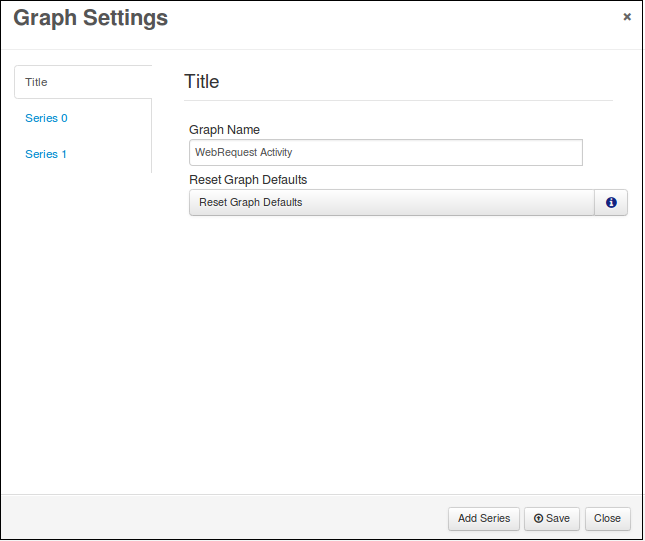 Graph Settings
×
Title
Series 0
Series 1
Title
Graph Name
WebRequest Activity
Reset Graph Defaults
Reset Graph Defaults
Add Series
Save
Close